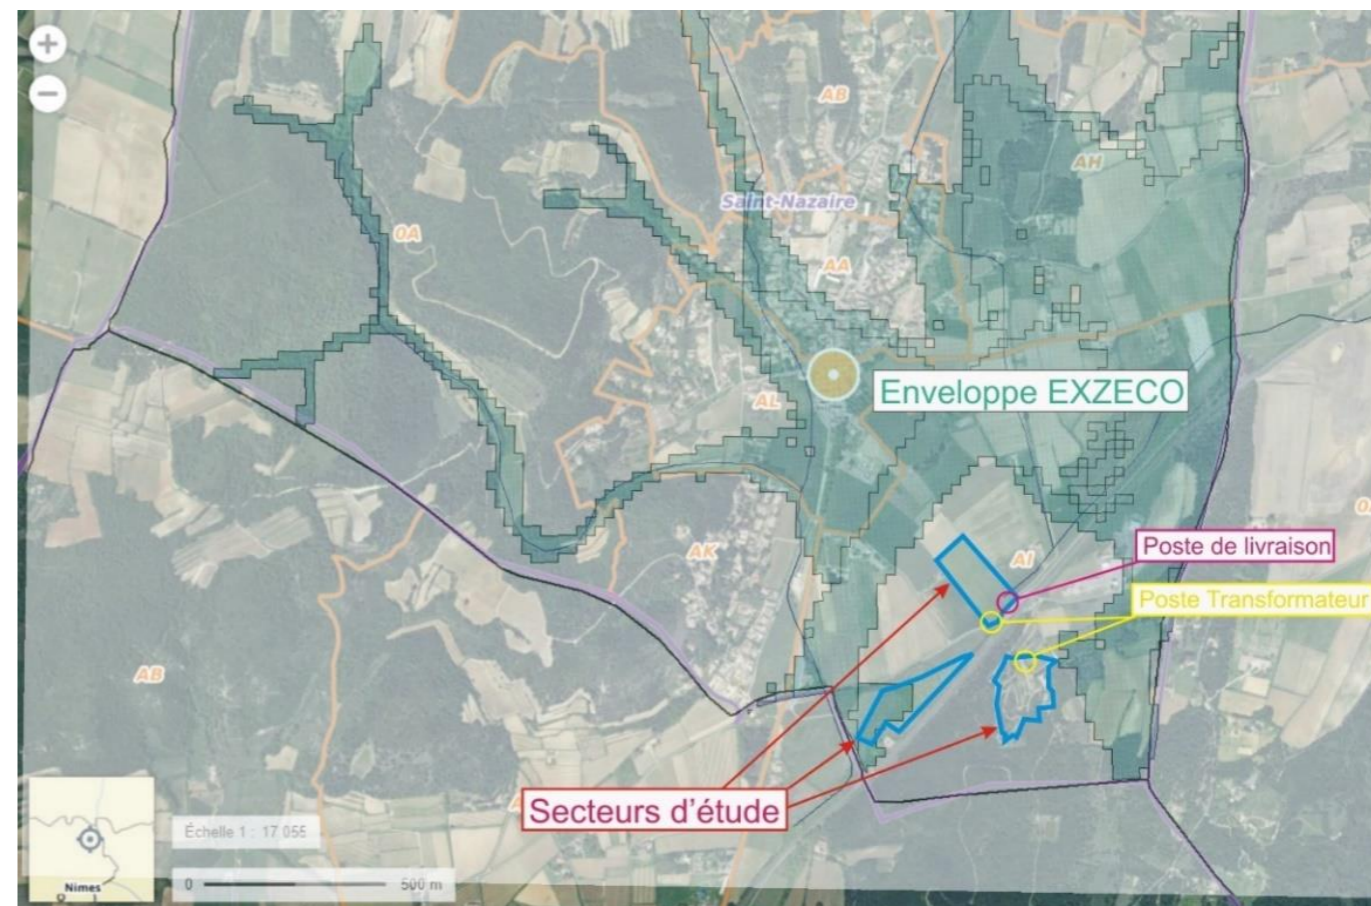 +
−
AB
AH
Saint-Nazaire
0A
AA
Enveloppe EXZECO
AL
AK
AI
Poste de livraison
Poste Transformateur
AB
Secteurs d'étude
Échelle 1 : 17 055
0 500 m
Nimes